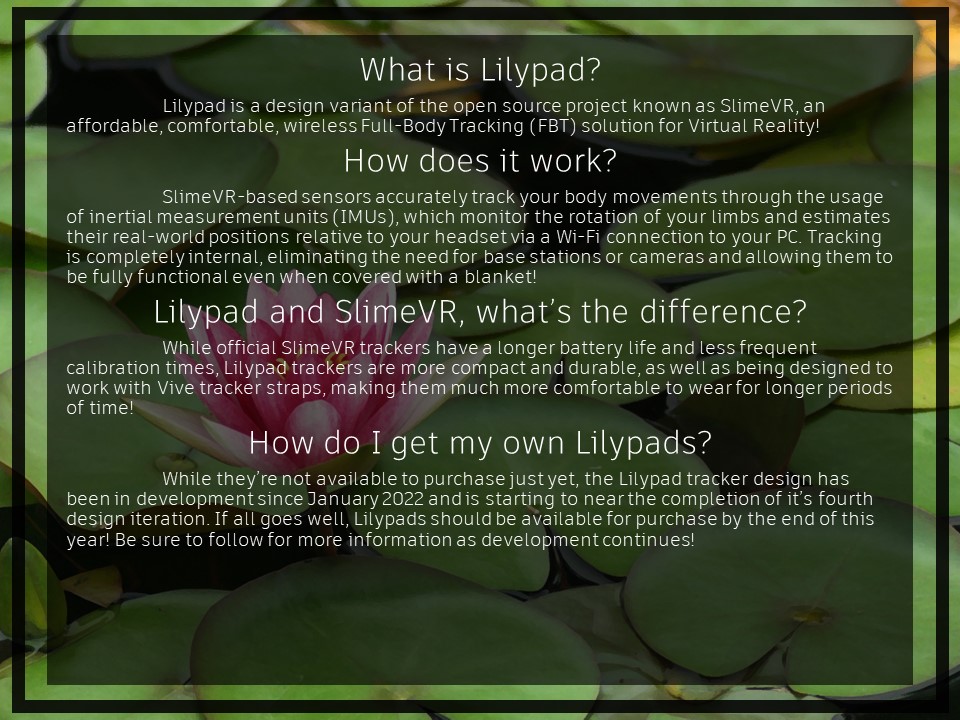 What is Lilypad?
Lilypad is a design variant of the open source project known as SlimeVR, an
affordable, comfortable, wireless Full-Body Tracking (FBT) solution for Virtual Reality!
How does it work?
SlimeVR-based sensors accurately track your body movements through the usage
of inertial measurement units (IMUs), which monitor the rotation of your limbs and estimates
their real-world positions relative to your headset via a Wi-Fi connection to your PC. Tracking
is completely internal, eliminating the need for base stations or cameras and allowing them to
be fully functional even when covered with a blanket!
Lilypad and SlimeVR, what’s the difference?
While official SlimeVR trackers have a longer battery life and less frequent
calibration times, Lilypad trackers are more compact and durable, as well as being designed to
work with Vive tracker straps, making them much more comfortable to wear for longer periods
of time!
How do I get my own Lilypads?
While they’re not available to purchase just yet, the Lilypad tracker design has
been in development since January 2022 and is starting to near the completion of it’s fourth
design iteration. If all goes well, Lilypads should be available for purchase by the end of this
year! Be sure to follow for more information as development continues!